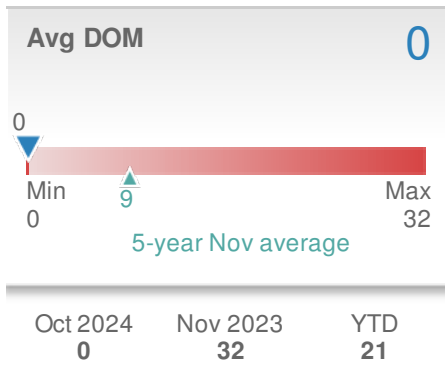 Avg DOM 0
0
Min 9 Max
0 32
5-year Nov average
Oct 2024 Nov 2023 YTD
0 32 21